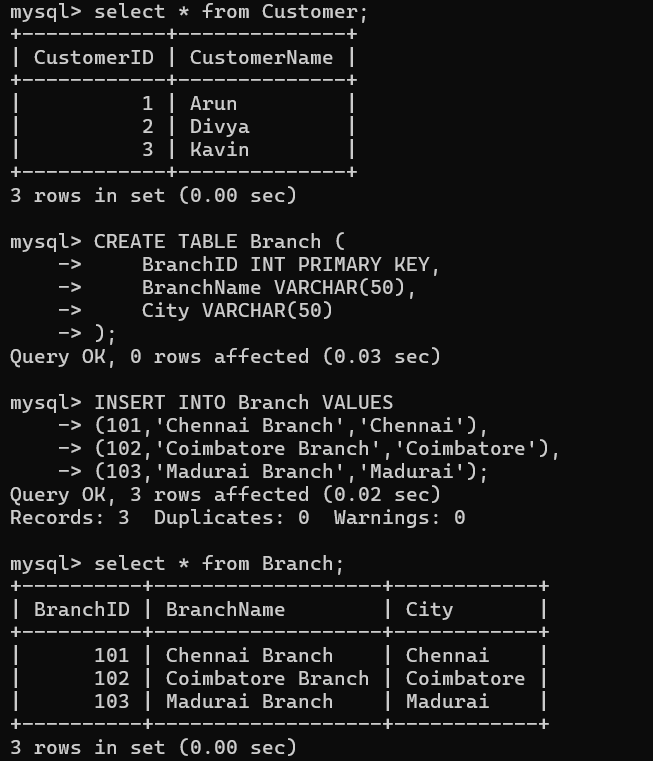 mysql> select * from Customer;
+------------+--------------+
| CustomerID | CustomerName |
+------------+--------------+
|          1 | Arun         |
|          2 | Divya        |
|          3 | Kavin        |
+------------+--------------+
3 rows in set (0.00 sec)

mysql> CREATE TABLE Branch (
    ->     BranchID INT PRIMARY KEY,
    ->     BranchName VARCHAR(50),
    ->     City VARCHAR(50)
    -> );
Query OK, 0 rows affected (0.03 sec)

mysql> INSERT INTO Branch VALUES
    -> (101,'Chennai Branch','Chennai'),
    -> (102,'Coimbatore Branch','Coimbatore'),
    -> (103,'Madurai Branch','Madurai');
Query OK, 3 rows affected (0.02 sec)
Records: 3  Duplicates: 0  Warnings: 0

mysql> select * from Branch;
+----------+-------------------+------------+
| BranchID | BranchName        | City       |
+----------+-------------------+------------+
|      101 | Chennai Branch    | Chennai    |
|      102 | Coimbatore Branch | Coimbatore |
|      103 | Madurai Branch    | Madurai    |
+----------+-------------------+------------+
3 rows in set (0.00 sec)